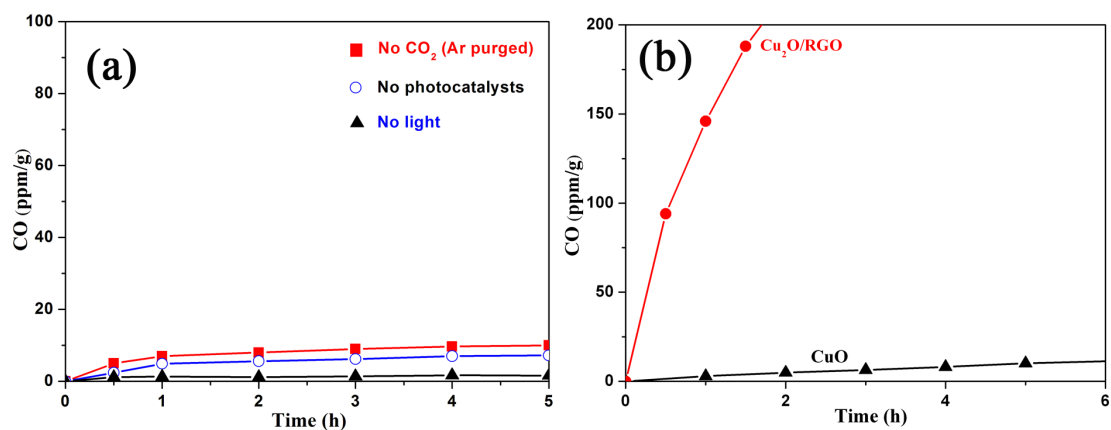 (a)
No CO₂ (Ar purged)
No photocatalysts
No light
100
80
60
40
20
0
CO (ppm/g)
0 1 2 3 4 5
Time (h)
(b)
Cu₂O/RGO
CuO
200
150
100
50
0
CO (ppm/g)
0 2 4 6
Time (h)